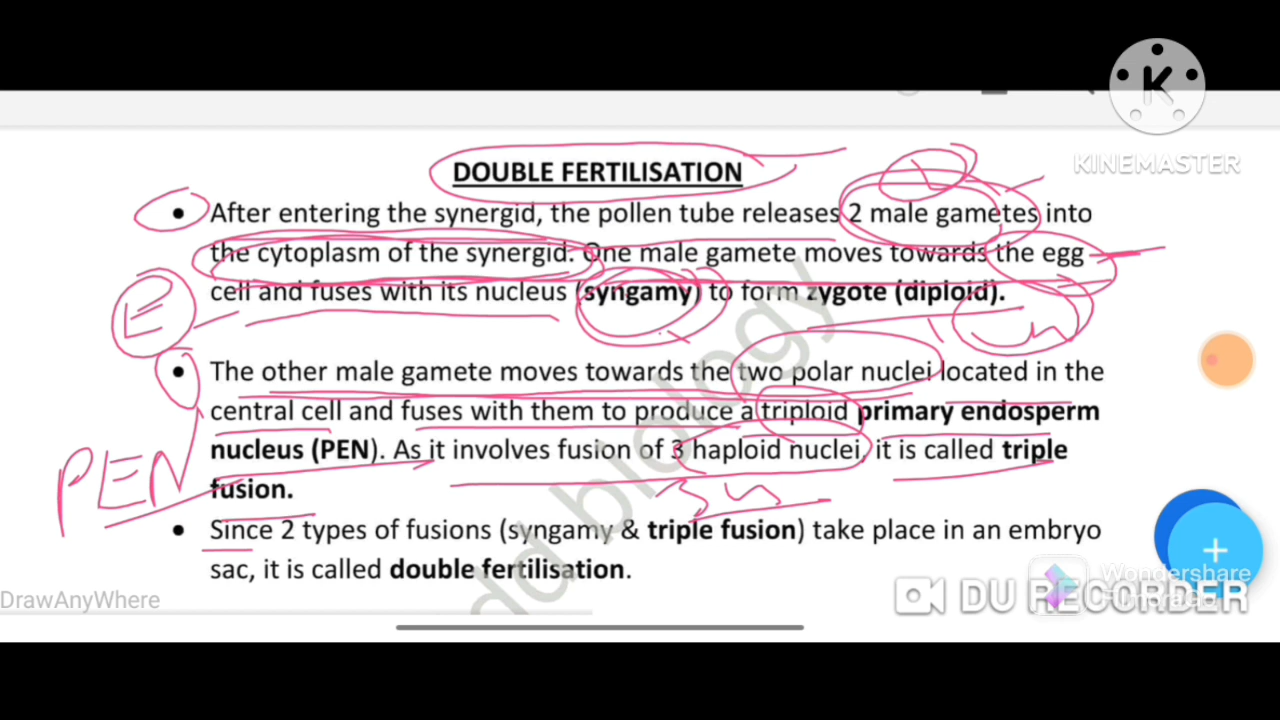 KINEMASTER
DOUBLE FERTILISATION
• After entering the synergid, the pollen tube releases 2 male gametes into
the cytoplasm of the synergid. One male gamete moves towards the egg
cell and fuses with its nucleus (syngamy) to form zygote (diploid).
E
• The other male gamete moves towards the two polar nuclei located in the
central cell and fuses with them to produce a triploid primary endosperm
nucleus (PEN). As it involves fusion of 3 haploid nuclei, it is called triple
fusion.
PEN
3n
• Since 2 types of fusions (syngamy & triple fusion) take place in an embryo
sac, it is called double fertilisation.
DrawAnyWhere
DU RECORDER
Wondershare